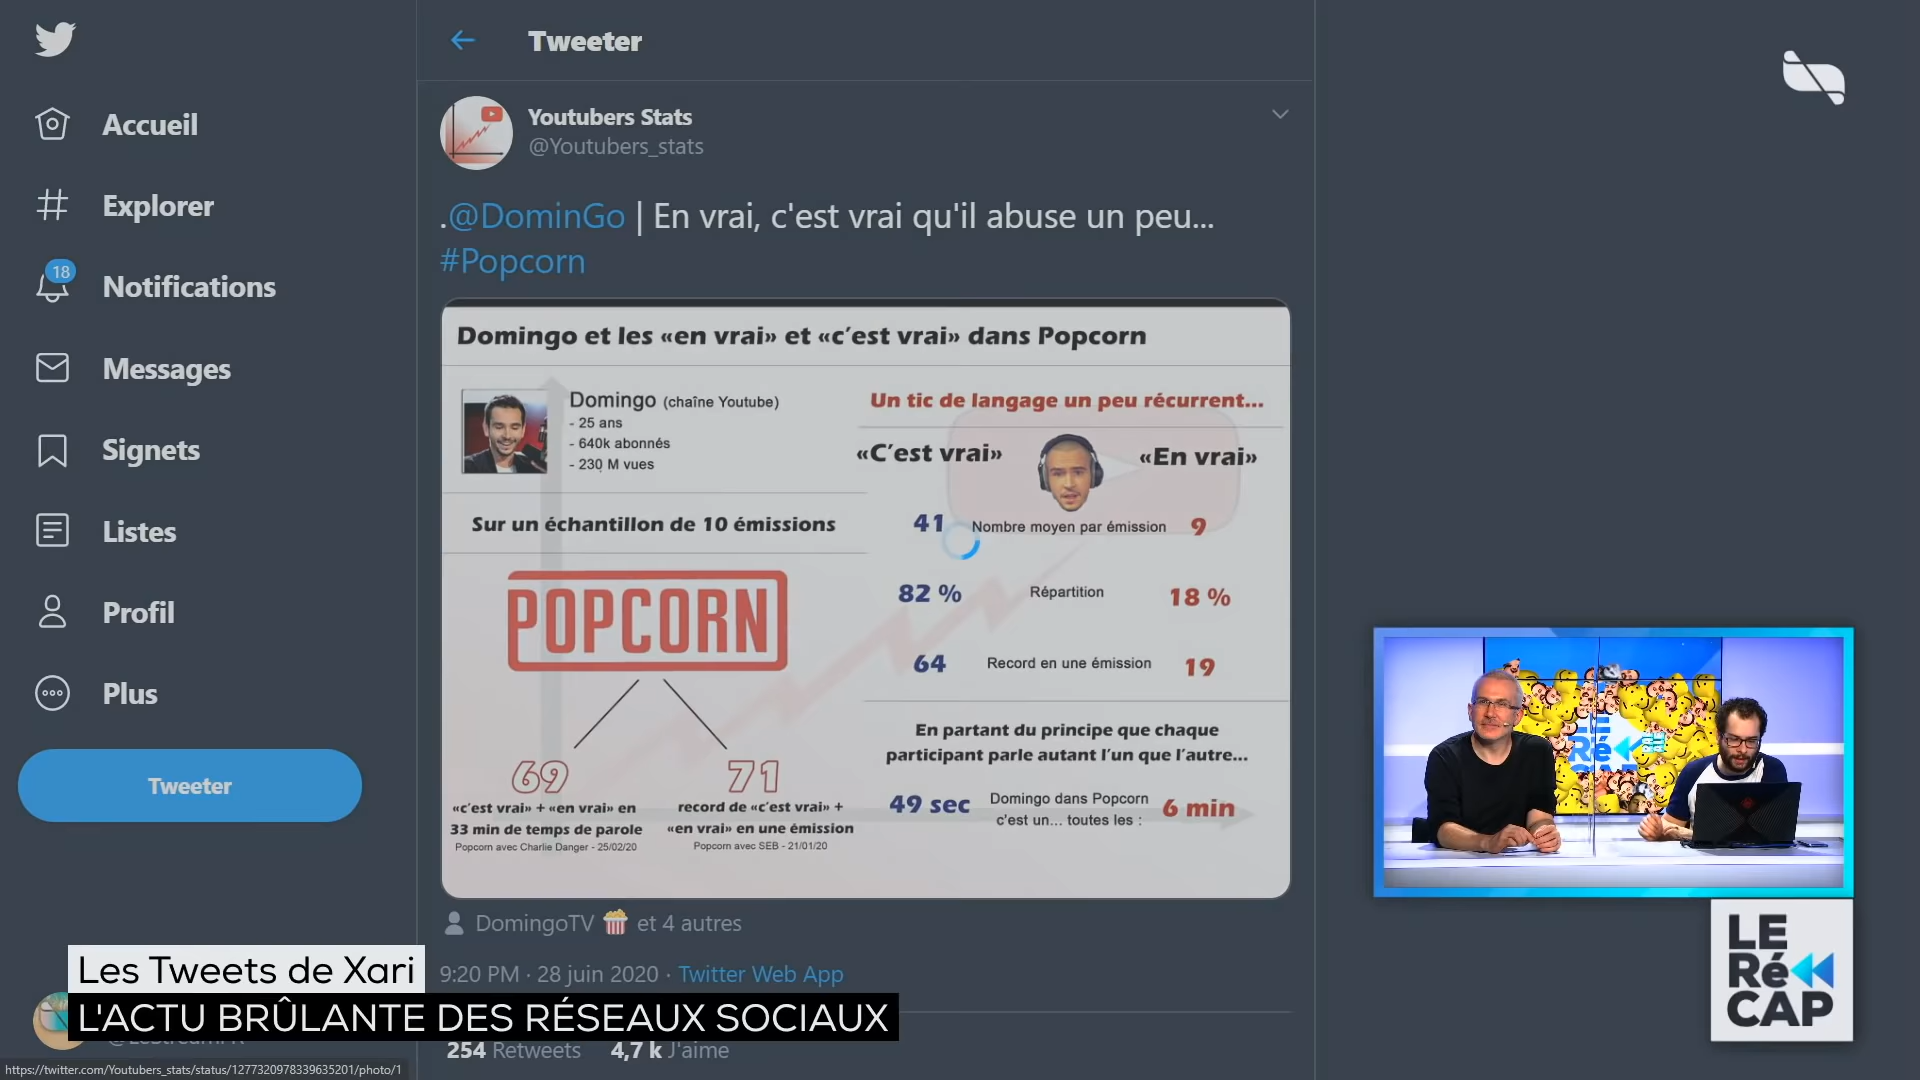 Tweeter
Accueil
Explorer
18
Notifications
Messages
Signets
Listes
Profil
Plus
Tweeter
Youtubers Stats
@Youtubers_stats
.@DominGo | En vrai, c'est vrai qu'il abuse un peu...
#Popcorn
Domingo et les «en vrai» et «c'est vrai» dans Popcorn
Domingo (chaîne Youtube)
- 25 ans
- 640k abonnés
- 230 M vues
Sur un échantillon de 10 émissions
POPCORN
69
«c'est vrai» + «en vrai» en
33 min de temps de parole
Popcorn avec Charlie Danger - 25/02/20
71
record de «c'est vrai» +
«en vrai» en une émission
Popcorn avec SEB - 21/01/20
Un tic de langage un peu récurrent...
«C'est vrai» «En vrai»
41 Nombre moyen par émission 9
82 % Répartition 18 %
64 Record en une émission 19
En partant du principe que chaque
participant parle autant l'un que l'autre...
49 sec Domingo dans Popcorn c'est un... toutes les : 6 min
DomingoTV 🍿 et 4 autres
9:20 PM · 28 juin 2020 · Twitter Web App
254 Retweets 4,7 k J'aime
Les Tweets de Xari
L'ACTU BRÛLANTE DES RÉSEAUX SOCIAUX
https://twitter.com/Youtubers_stats/status/1277320978339635201/photo/1
LE
Ré
CAP